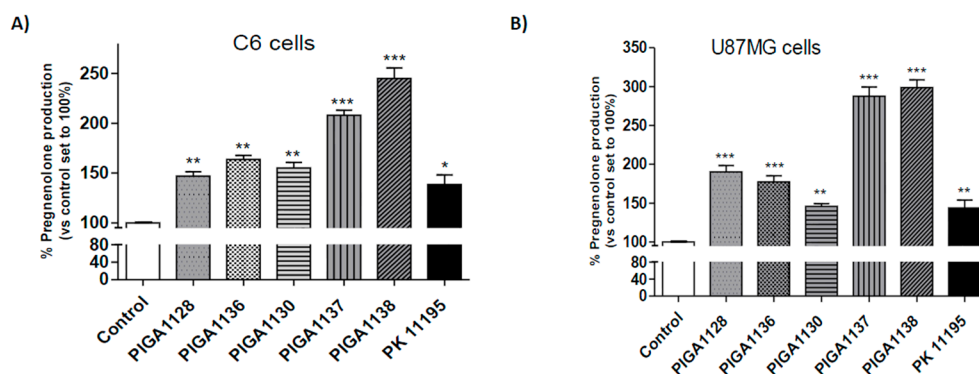 A)
C6 cells
% Pregnenolone production
(vs control set to 100%)
250
200
150
100
80
40
0
**
**
**
***
***
*
Control
PIGA1128
PIGA1136
PIGA1130
PIGA1137
PIGA1138
PK 11195
B)
U87MG cells
% Pregnenolone production
(vs control set to 100%)
350
300
250
200
150
100
80
60
40
20
0
***
***
**
***
***
**
Control
PIGA1128
PIGA1136
PIGA1130
PIGA1137
PIGA1138
PK 11195